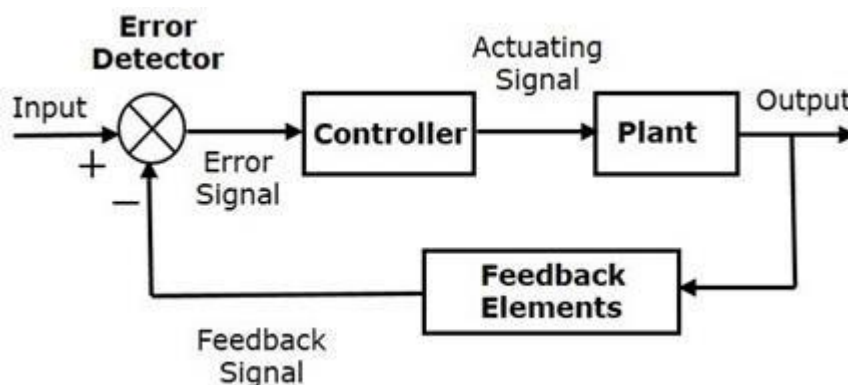 Error
Detector
Input
+
−
Error
Signal
Controller
Actuating
Signal
Plant
Output
Feedback
Elements
Feedback
Signal